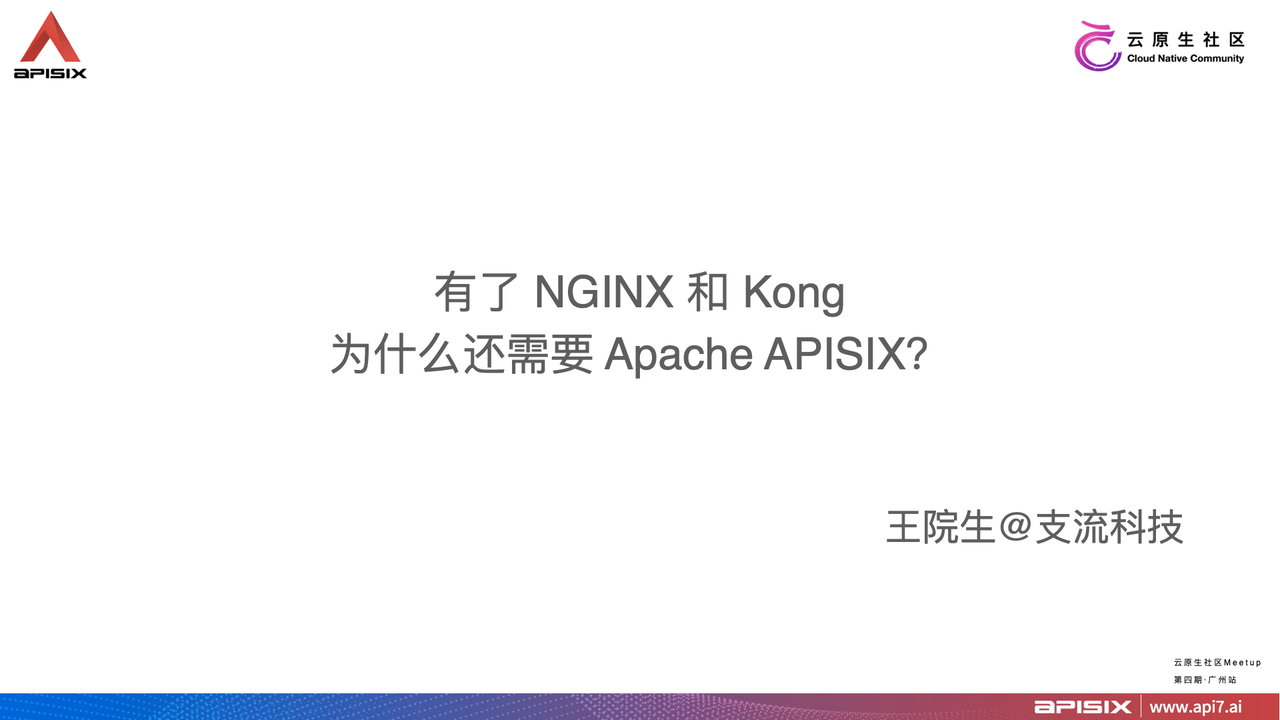 APISIX
云原生社区
Cloud Native Community
有了 NGINX 和 Kong
为什么还需要 Apache APISIX?
王院生@支流科技
云原生社区Meetup
第四期·广州站
APISIX | www.api7.ai